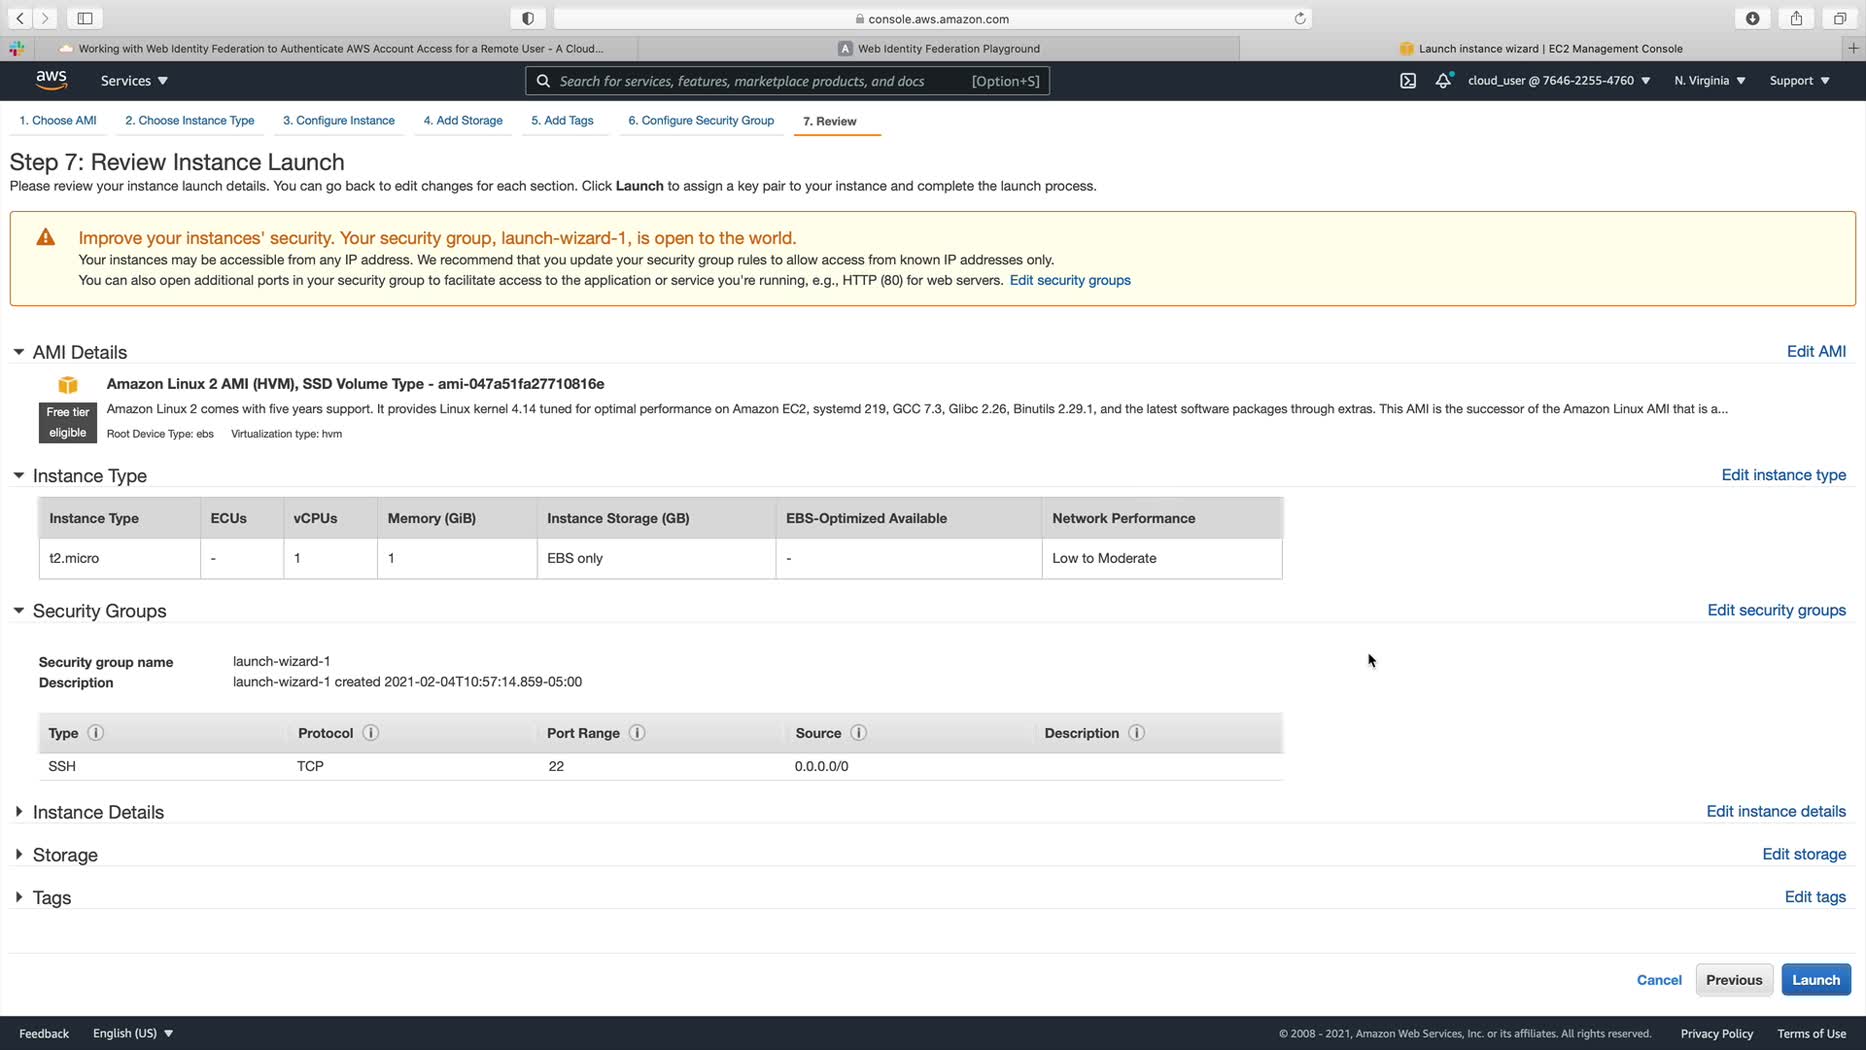 console.aws.amazon.com
Working with Web Identity Federation to Authenticate AWS Account Access for a Remote User - A Cloud...
A Web Identity Federation Playground
Launch instance wizard | EC2 Management Console
aws Services Search for services, features, marketplace products, and docs [Option+S] cloud_user @ 7646-2255-4760 N. Virginia Support
1. Choose AMI 2. Choose Instance Type 3. Configure Instance 4. Add Storage 5. Add Tags 6. Configure Security Group 7. Review
Step 7: Review Instance Launch
Please review your instance launch details. You can go back to edit changes for each section. Click Launch to assign a key pair to your instance and complete the launch process.
Improve your instances' security. Your security group, launch-wizard-1, is open to the world.
Your instances may be accessible from any IP address. We recommend that you update your security group rules to allow access from known IP addresses only.
You can also open additional ports in your security group to facilitate access to the application or service you're running, e.g., HTTP (80) for web servers. Edit security groups
AMI Details Edit AMI
Amazon Linux 2 AMI (HVM), SSD Volume Type - ami-047a51fa27710816e
Free tier eligible
Amazon Linux 2 comes with five years support. It provides Linux kernel 4.14 tuned for optimal performance on Amazon EC2, systemd 219, GCC 7.3, Glibc 2.26, Binutils 2.29.1, and the latest software packages through extras. This AMI is the successor of the Amazon Linux AMI that is a...
Root Device Type: ebs Virtualization type: hvm
Instance Type Edit instance type
Instance Type ECUs vCPUs Memory (GiB) Instance Storage (GB) EBS-Optimized Available Network Performance
t2.micro - 1 1 EBS only - Low to Moderate
Security Groups Edit security groups
Security group name launch-wizard-1
Description launch-wizard-1 created 2021-02-04T10:57:14.859-05:00
Type Protocol Port Range Source Description
SSH TCP 22 0.0.0.0/0
Instance Details Edit instance details
Storage Edit storage
Tags Edit tags
Cancel Previous Launch
Feedback English (US) © 2008 - 2021, Amazon Web Services, Inc. or its affiliates. All rights reserved. Privacy Policy Terms of Use